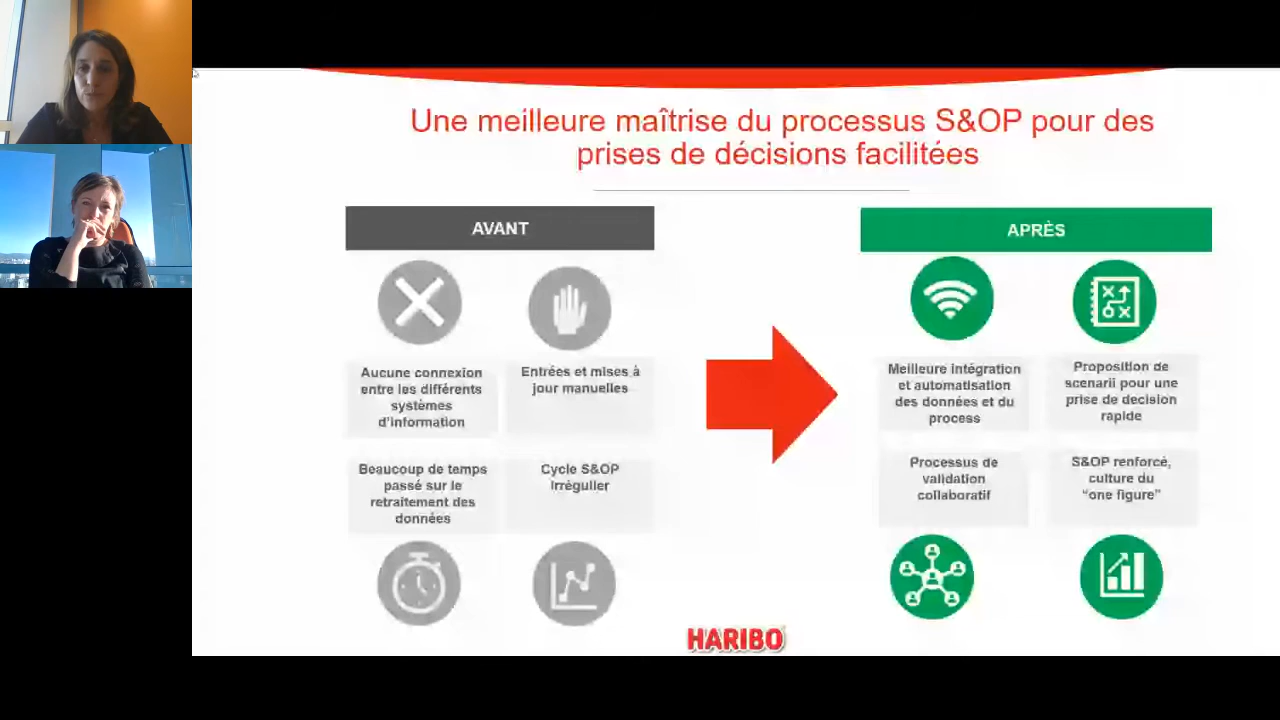 Une meilleure maîtrise du processus S&OP pour des
prises de décisions facilitées
AVANT
Aucune connexion
entre les différents
systèmes
d'information
Entrées et mises à
jour manuelles
Beaucoup de temps
passé sur le
retraitement des
données
Cycle S&OP
irrégulier
APRÈS
Meilleure intégration
et automatisation
des données et du
process
Proposition de
scenarii pour une
prise de decision
rapide
Processus de
validation
collaboratif
S&OP renforcé,
culture du
"one figure"
HARIBO